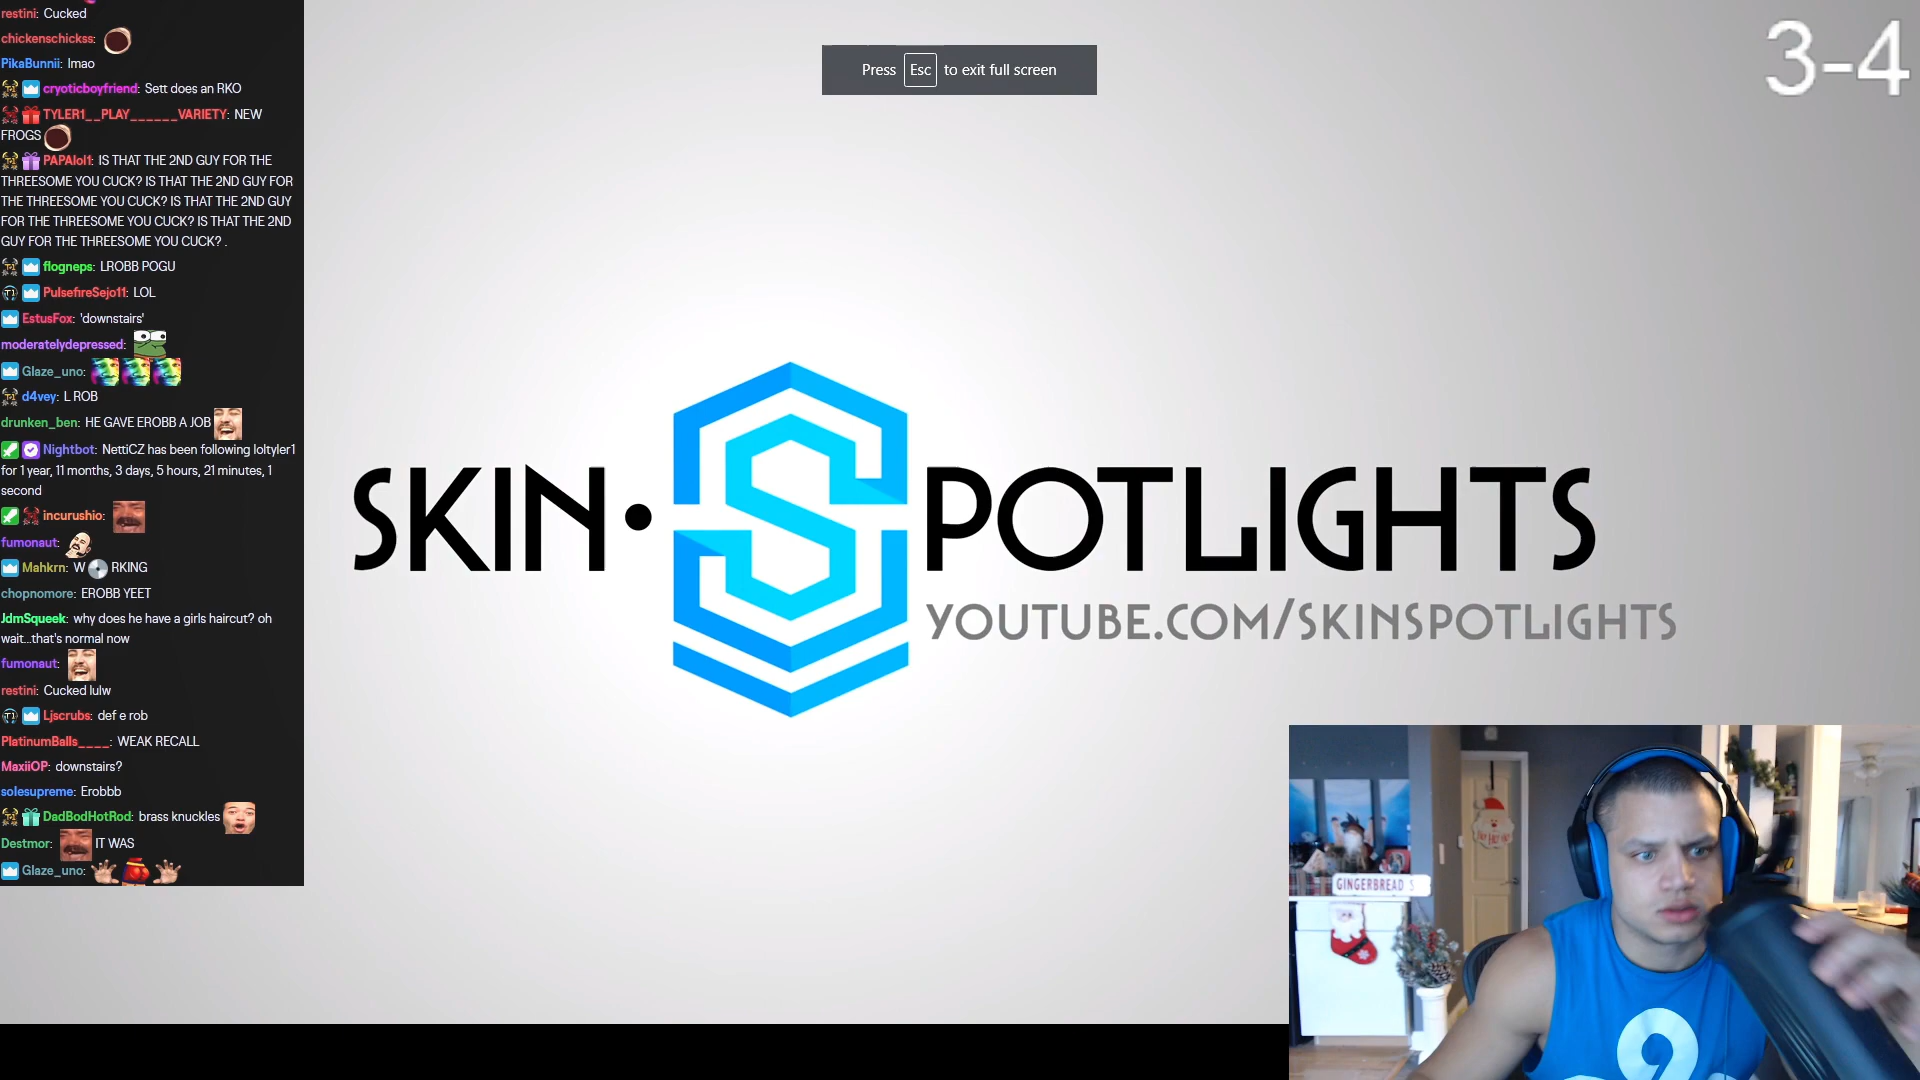 restini: Cucked
chickenschickss:
PikaBunnii: lmao
cryoticboyfriend: Sett does an RKO
TYLER1__PLAY______VARIETY: NEW
FROGS
PAPAlol1: IS THAT THE 2ND GUY FOR THE
THREESOME YOU CUCK? IS THAT THE 2ND GUY FOR
THE THREESOME YOU CUCK? IS THAT THE 2ND GUY
FOR THE THREESOME YOU CUCK? IS THAT THE 2ND
GUY FOR THE THREESOME YOU CUCK? .
flogneps: LROBB POGU
PulsefireSejo11: LOL
EstusFox: 'downstairs'
moderatelydepressed:
Glaze_uno:
d4vey: L ROB
drunken_ben: HE GAVE EROBB A JOB
Nightbot: NettiCZ has been following loltyler1
for 1 year, 11 months, 3 days, 5 hours, 21 minutes, 1
second
incurushio:
fumonaut:
Mahkrn: W RKING
chopnomore: EROBB YEET
JdmSqueek: why does he have a girls haircut? oh
wait...that's normal now
fumonaut:
restini: Cucked lulw
Ljscrubs: def e rob
PlatinumBalls____: WEAK RECALL
MaxiiOP: downstairs?
solesupreme: Erobbb
DadBodHotRod: brass knuckles
Destmor: IT WAS
Glaze_uno:
Press Esc to exit full screen
3-4
SKIN•SPOTLIGHTS
YOUTUBE.COM/SKINSPOTLIGHTS
GINGERBREAD S
9